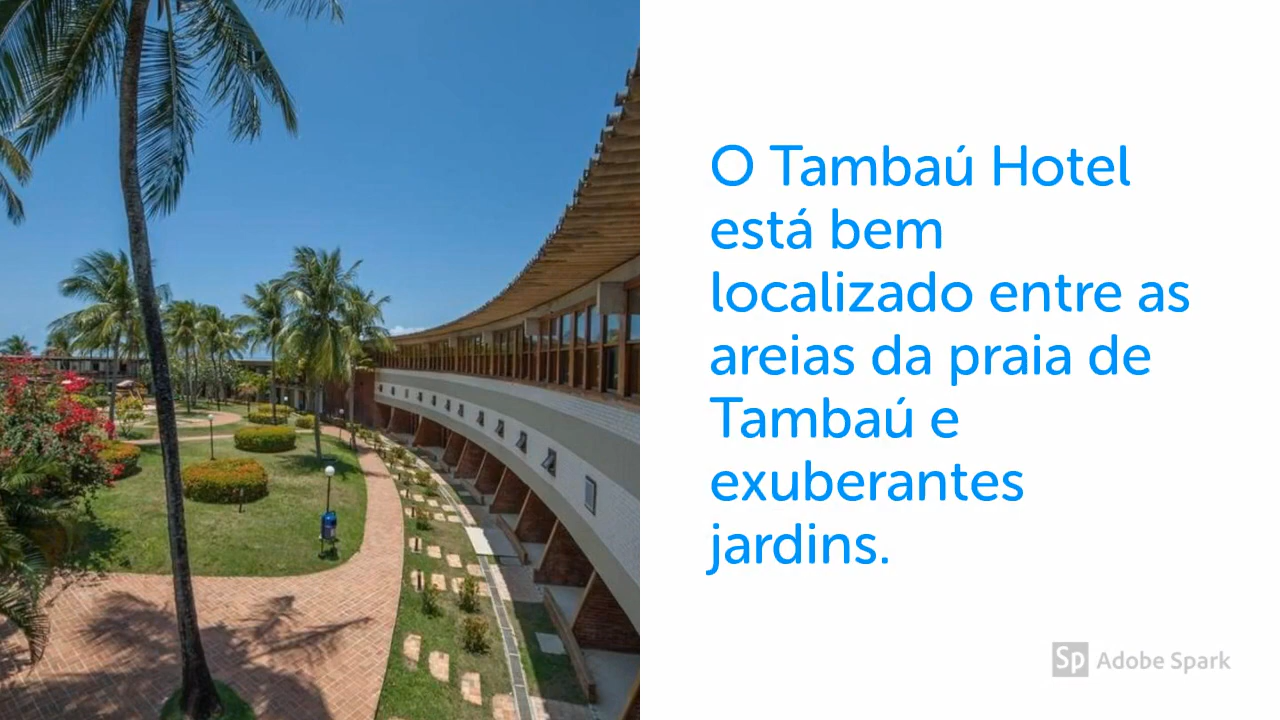 O Tambaú Hotel
está bem
localizado entre as
areias da praia de
Tambaú e
exuberantes
jardins.
Sp Adobe Spark